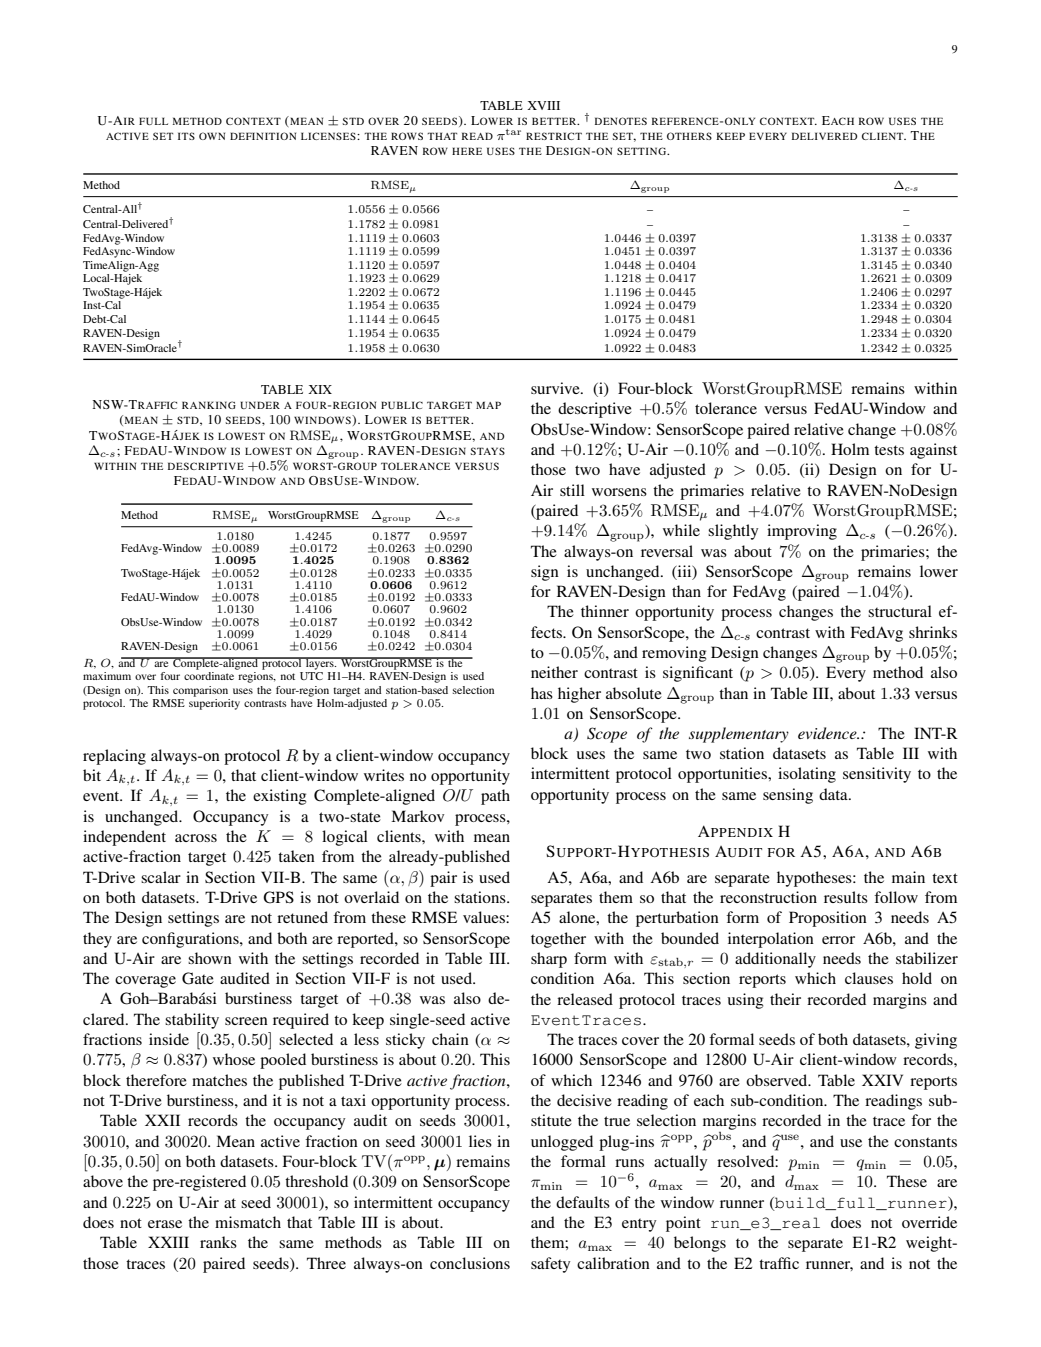 9
TABLE XVIII
U-AIR FULL METHOD CONTEXT (MEAN ± STD OVER 20 SEEDS). LOWER IS BETTER. † DENOTES REFERENCE-ONLY CONTEXT. EACH ROW USES THE
ACTIVE SET ITS OWN DEFINITION LICENSES: THE ROWS THAT READ π^tar RESTRICT THE SET, THE OTHERS KEEP EVERY DELIVERED CLIENT. THE
RAVEN ROW HERE USES THE DESIGN-ON SETTING.
Method RMSE_μ Δ_group Δ_c-s
Central-All† 1.0556 ± 0.0566 – –
Central-Delivered† 1.1782 ± 0.0981 – –
FedAvg-Window 1.1119 ± 0.0603 1.0446 ± 0.0397 1.3138 ± 0.0337
FedAsync-Window 1.1119 ± 0.0599 1.0451 ± 0.0397 1.3137 ± 0.0336
TimeAlign-Agg 1.1120 ± 0.0597 1.0448 ± 0.0404 1.3145 ± 0.0340
Local-Hajek 1.1923 ± 0.0629 1.1218 ± 0.0417 1.2621 ± 0.0309
TwoStage-Hájek 1.2202 ± 0.0672 1.1196 ± 0.0445 1.2406 ± 0.0297
Inst-Cal 1.1954 ± 0.0635 1.0924 ± 0.0479 1.2334 ± 0.0320
Debt-Cal 1.1144 ± 0.0645 1.0175 ± 0.0481 1.2948 ± 0.0304
RAVEN-Design 1.1954 ± 0.0635 1.0924 ± 0.0479 1.2334 ± 0.0320
RAVEN-SimOracle† 1.1958 ± 0.0630 1.0922 ± 0.0483 1.2342 ± 0.0325
TABLE XIX
NSW-TRAFFIC RANKING UNDER A FOUR-REGION PUBLIC TARGET MAP
(MEAN ± STD, 10 SEEDS, 100 WINDOWS). LOWER IS BETTER.
TWOSTAGE-HÁJEK IS LOWEST ON RMSE_μ, WORSTGROUPRMSE, AND
Δ_c-s; FEDAU-WINDOW IS LOWEST ON Δ_group. RAVEN-DESIGN STAYS
WITHIN THE DESCRIPTIVE +0.5% WORST-GROUP TOLERANCE VERSUS
FEDAU-WINDOW AND OBSUSE-WINDOW.
Method RMSE_μ WorstGroupRMSE Δ_group Δ_c-s
1.0180 1.4245 0.1877 0.9597
FedAvg-Window ±0.0089 ±0.0172 ±0.0263 ±0.0290
1.0095 1.4025 0.1908 0.8362
TwoStage-Hájek ±0.0052 ±0.0128 ±0.0233 ±0.0335
1.0131 1.4110 0.0606 0.9612
FedAU-Window ±0.0078 ±0.0185 ±0.0192 ±0.0333
1.0130 1.4106 0.0607 0.9602
ObsUse-Window ±0.0078 ±0.0187 ±0.0192 ±0.0342
1.0099 1.4029 0.1048 0.8414
RAVEN-Design ±0.0061 ±0.0156 ±0.0242 ±0.0304
R, O, and U are Complete-aligned protocol layers. WorstGroupRMSE is the
maximum over four coordinate regions, not UTC H1–H4. RAVEN-Design is used
(Design on). This comparison uses the four-region target and station-based selection
protocol. The RMSE superiority contrasts have Holm-adjusted p > 0.05.
replacing always-on protocol R by a client-window occupancy
bit A_k,t. If A_k,t = 0, that client-window writes no opportunity
event. If A_k,t = 1, the existing Complete-aligned O/U path
is unchanged. Occupancy is a two-state Markov process,
independent across the K = 8 logical clients, with mean
active-fraction target 0.425 taken from the already-published
T-Drive scalar in Section VII-B. The same (α, β) pair is used
on both datasets. T-Drive GPS is not overlaid on the stations.
The Design settings are not retuned from these RMSE values:
they are configurations, and both are reported, so SensorScope
and U-Air are shown with the settings recorded in Table III.
The coverage Gate audited in Section VII-F is not used.
A Goh–Barabási burstiness target of +0.38 was also de-
clared. The stability screen required to keep single-seed active
fractions inside [0.35, 0.50] selected a less sticky chain (α ≈
0.775, β ≈ 0.837) whose pooled burstiness is about 0.20. This
block therefore matches the published T-Drive active fraction,
not T-Drive burstiness, and it is not a taxi opportunity process.
Table XXII records the occupancy audit on seeds 30001,
30010, and 30020. Mean active fraction on seed 30001 lies in
[0.35, 0.50] on both datasets. Four-block TV(π^opp, μ) remains
above the pre-registered 0.05 threshold (0.309 on SensorScope
and 0.225 on U-Air at seed 30001), so intermittent occupancy
does not erase the mismatch that Table III is about.
Table XXIII ranks the same methods as Table III on
those traces (20 paired seeds). Three always-on conclusions
survive. (i) Four-block WorstGroupRMSE remains within
the descriptive +0.5% tolerance versus FedAU-Window and
ObsUse-Window: SensorScope paired relative change +0.08%
and +0.12%; U-Air −0.10% and −0.10%. Holm tests against
those two have adjusted p > 0.05. (ii) Design on for U-
Air still worsens the primaries relative to RAVEN-NoDesign
(paired +3.65% RMSE_μ and +4.07% WorstGroupRMSE;
+9.14% Δ_group), while slightly improving Δ_c-s (−0.26%).
The always-on reversal was about 7% on the primaries; the
sign is unchanged. (iii) SensorScope Δ_group remains lower
for RAVEN-Design than for FedAvg (paired −1.04%).
The thinner opportunity process changes the structural ef-
fects. On SensorScope, the Δ_c-s contrast with FedAvg shrinks
to −0.05%, and removing Design changes Δ_group by +0.05%;
neither contrast is significant (p > 0.05). Every method also
has higher absolute Δ_group than in Table III, about 1.33 versus
1.01 on SensorScope.
a) Scope of the supplementary evidence.: The INT-R
block uses the same two station datasets as Table III with
intermittent protocol opportunities, isolating sensitivity to the
opportunity process on the same sensing data.
APPENDIX H
SUPPORT-HYPOTHESIS AUDIT FOR A5, A6A, AND A6B
A5, A6a, and A6b are separate hypotheses: the main text
separates them so that the reconstruction results follow from
A5 alone, the perturbation form of Proposition 3 needs A5
together with the bounded interpolation error A6b, and the
sharp form with ε_stab,r = 0 additionally needs the stabilizer
condition A6a. This section reports which clauses hold on
the released protocol traces using their recorded margins and
EventTraces.
The traces cover the 20 formal seeds of both datasets, giving
16000 SensorScope and 12800 U-Air client-window records,
of which 12346 and 9760 are observed. Table XXIV reports
the decisive reading of each sub-condition. The readings sub-
stitute the true selection margins recorded in the trace for the
unlogged plug-ins π̂^opp, p̂^obs, and q̂^use, and use the constants
the formal runs actually resolved: p_min = q_min = 0.05,
π_min = 10^−6, a_max = 20, and d_max = 10. These are
the defaults of the window runner (build_full_runner),
and the E3 entry point run_e3_real does not override
them; a_max = 40 belongs to the separate E1-R2 weight-
safety calibration and to the E2 traffic runner, and is not the